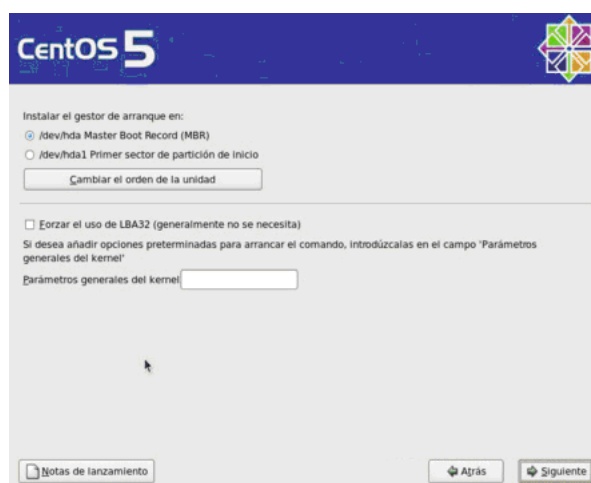 CentOS 5
Instalar el gestor de arranque en:
/dev/hda Master Boot Record (MBR)
/dev/hda1 Primer sector de partición de inicio
Cambiar el orden de la unidad
Forzar el uso de LBA32 (generalmente no se necesita)
Si desea añadir opciones preterminadas para arrancar el comando, introdúzcalas en el campo 'Parámetros
generales del kernel'
Parámetros generales del kernel
Notas de lanzamiento
Atrás
Siguiente